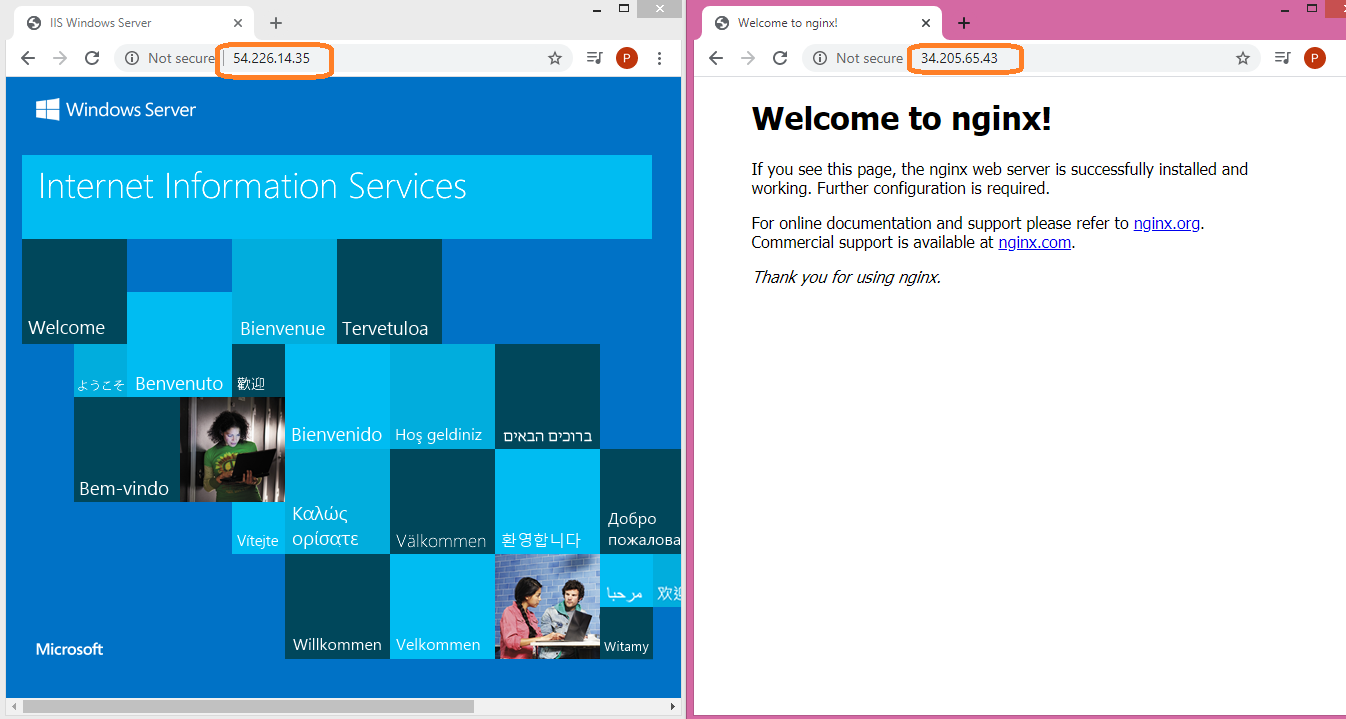 IIS Windows Server
Not secure
54.226.14.35
P
Windows Server
Internet Information Services
Welcome
Bienvenue
Tervetuloa
ようこそ
Benvenuto
歡迎
Bienvenido
Hoş geldiniz
ברוכים הבאים
Bem-vindo
Vítejte
Καλώς
ορίσατε
Välkommen
환영합니다
Добро
пожалова
Willkommen
Velkommen
مرحبا
欢迎
Witamy
Microsoft
Welcome to nginx!
Not secure
34.205.65.43
P
Welcome to nginx!
If you see this page, the nginx web server is successfully installed and
working. Further configuration is required.
For online documentation and support please refer to nginx.org.
Commercial support is available at nginx.com.
Thank you for using nginx.